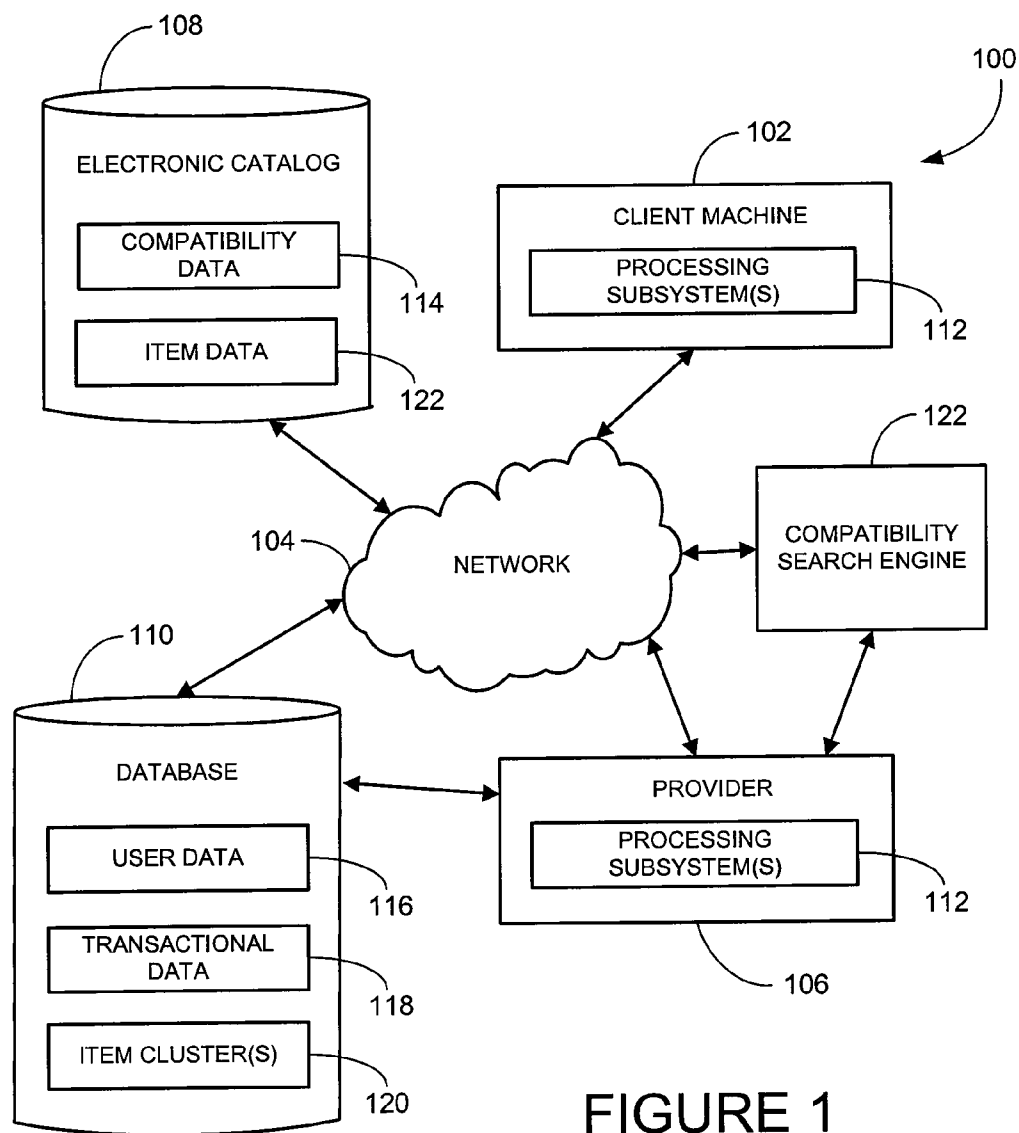 108
100
ELECTRONIC CATALOG
COMPATIBILITY
DATA
114
ITEM DATA
122
102
CLIENT MACHINE
PROCESSING
SUBSYSTEM(S)
112
122
COMPATIBILITY
SEARCH ENGINE
104
NETWORK
110
DATABASE
USER DATA
116
TRANSACTIONAL
DATA
118
ITEM CLUSTER(S)
120
PROVIDER
PROCESSING
SUBSYSTEM(S)
112
106
FIGURE 1